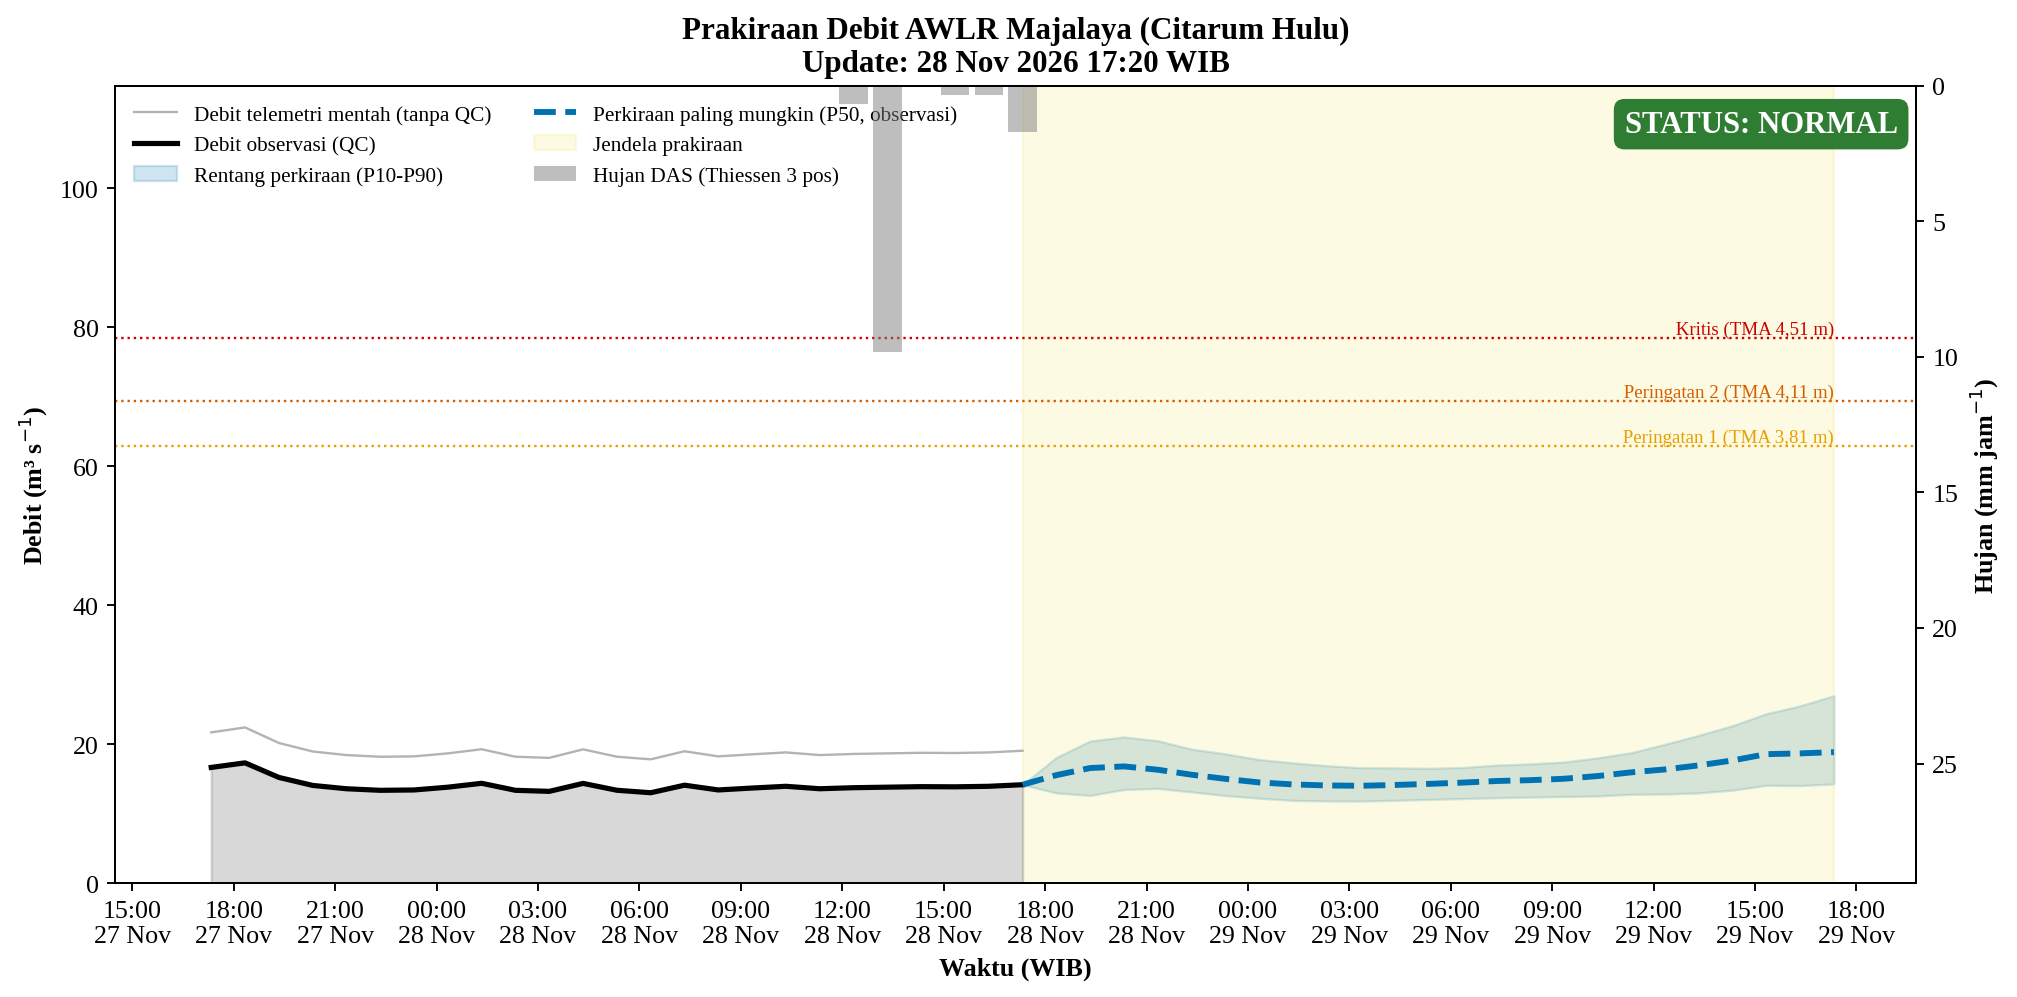 Prakiraan Debit AWLR Majalaya (Citarum Hulu)
Update: 28 Nov 2026 17:20 WIB
Debit telemetri mentah (tanpa QC)
Debit observasi (QC)
Rentang perkiraan (P10-P90)
Perkiraan paling mungkin (P50, observasi)
Jendela prakiraan
Hujan DAS (Thiessen 3 pos)
STATUS: NORMAL
Kritis (TMA 4,51 m)
Peringatan 2 (TMA 4,11 m)
Peringatan 1 (TMA 3,81 m)
Debit (m³ s⁻¹)
100
80
60
40
20
0
Hujan (mm jam⁻¹)
0
5
10
15
20
25
15:00 18:00 21:00 00:00 03:00 06:00 09:00 12:00 15:00 18:00 21:00 00:00 03:00 06:00 09:00 12:00 15:00 18:00
27 Nov 27 Nov 27 Nov 28 Nov 28 Nov 28 Nov 28 Nov 28 Nov 28 Nov 28 Nov 28 Nov 29 Nov 29 Nov 29 Nov 29 Nov 29 Nov 29 Nov 29 Nov
Waktu (WIB)